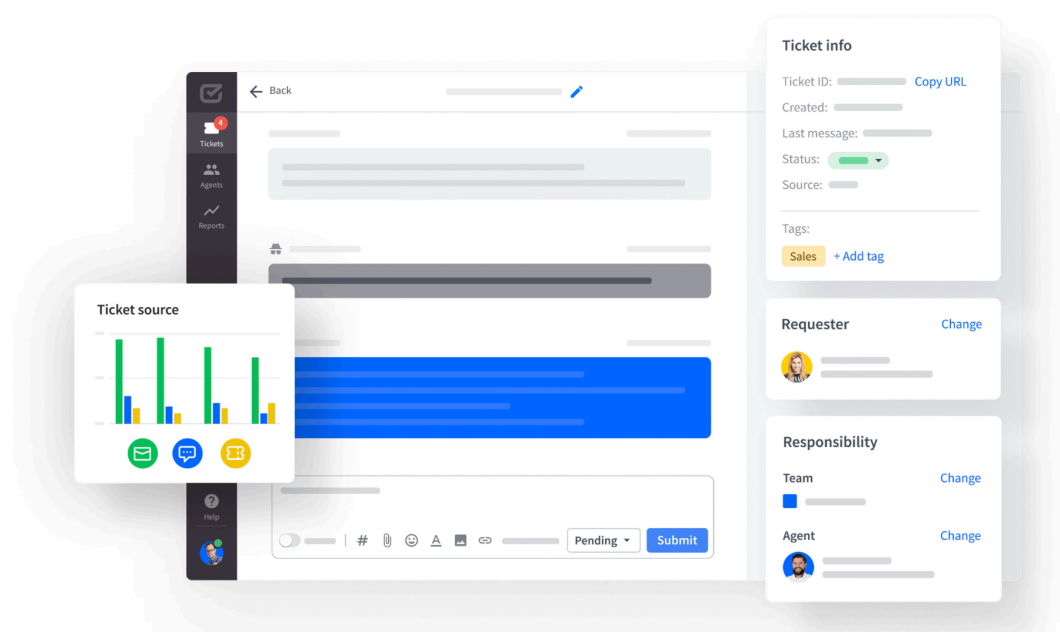 Back
4
Tickets
Agents
Reports
Help
Ticket source
#
A
Pending
Submit
Ticket info
Ticket ID:
Copy URL
Created:
Last message:
Status:
Source:
Tags:
Sales
+ Add tag
Requester
Change
Responsibility
Team
Change
Agent
Change